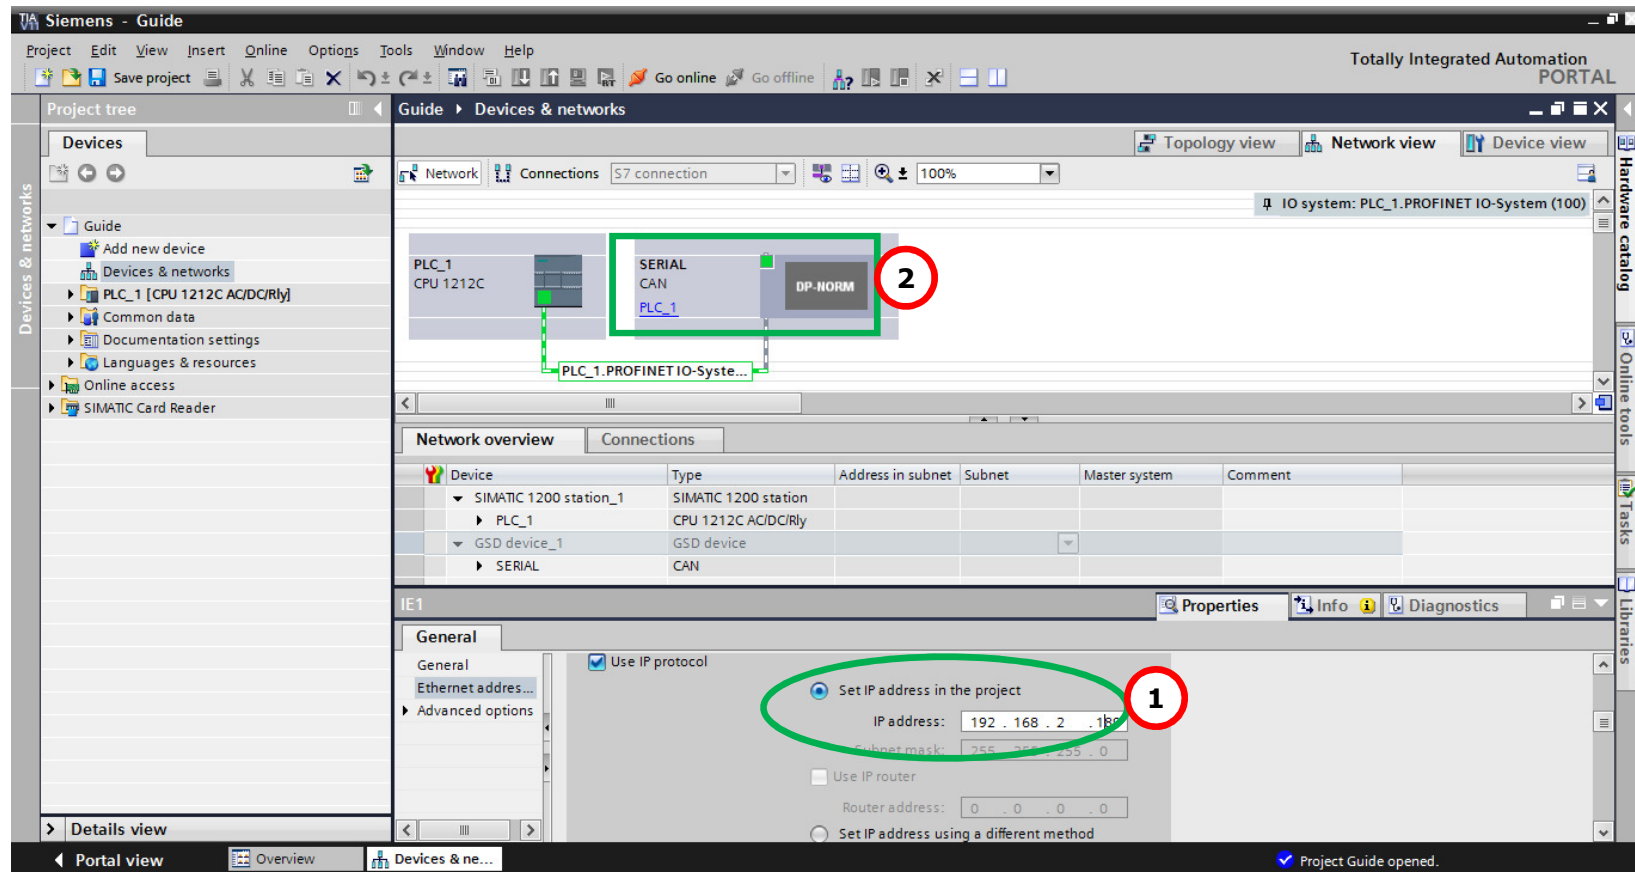 Siemens - Guide
Project Edit View Insert Online Options Tools Window Help
Totally Integrated Automation
PORTAL
Save project Go online Go offline
Project tree
Guide Devices & networks
Devices
Topology view Network view Device view
Network Connections S7 connection 100%
IO system: PLC_1.PROFINET IO-System (100)
Guide
Add new device
Devices & networks
PLC_1 [CPU 1212C AC/DC/Rly]
Common data
Documentation settings
Languages & resources
Online access
SIMATIC Card Reader
PLC_1
CPU 1212C
SERIAL
CAN
PLC_1
DP-NORM
2
PLC_1.PROFINET IO-Syste...
Network overview Connections
Device Type Address in subnet Subnet Master system Comment
SIMATIC 1200 station_1 SIMATIC 1200 station
PLC_1 CPU 1212C AC/DC/Rly
GSD device_1 GSD device
SERIAL CAN
IE1
Properties Info Diagnostics
General
General
Ethernet addres...
Advanced options
Use IP protocol
Set IP address in the project
1
IP address: 192 . 168 . 2 .
Subnet mask: 255 . 255 . 255 . 0
Use IP router
Router address: 0 . 0 . 0 . 0
Set IP address using a different method
Details view
Portal view Overview Devices & ne...
Project Guide opened.
Devices & networks
Hardware catalog
Online tools
Tasks
Libraries